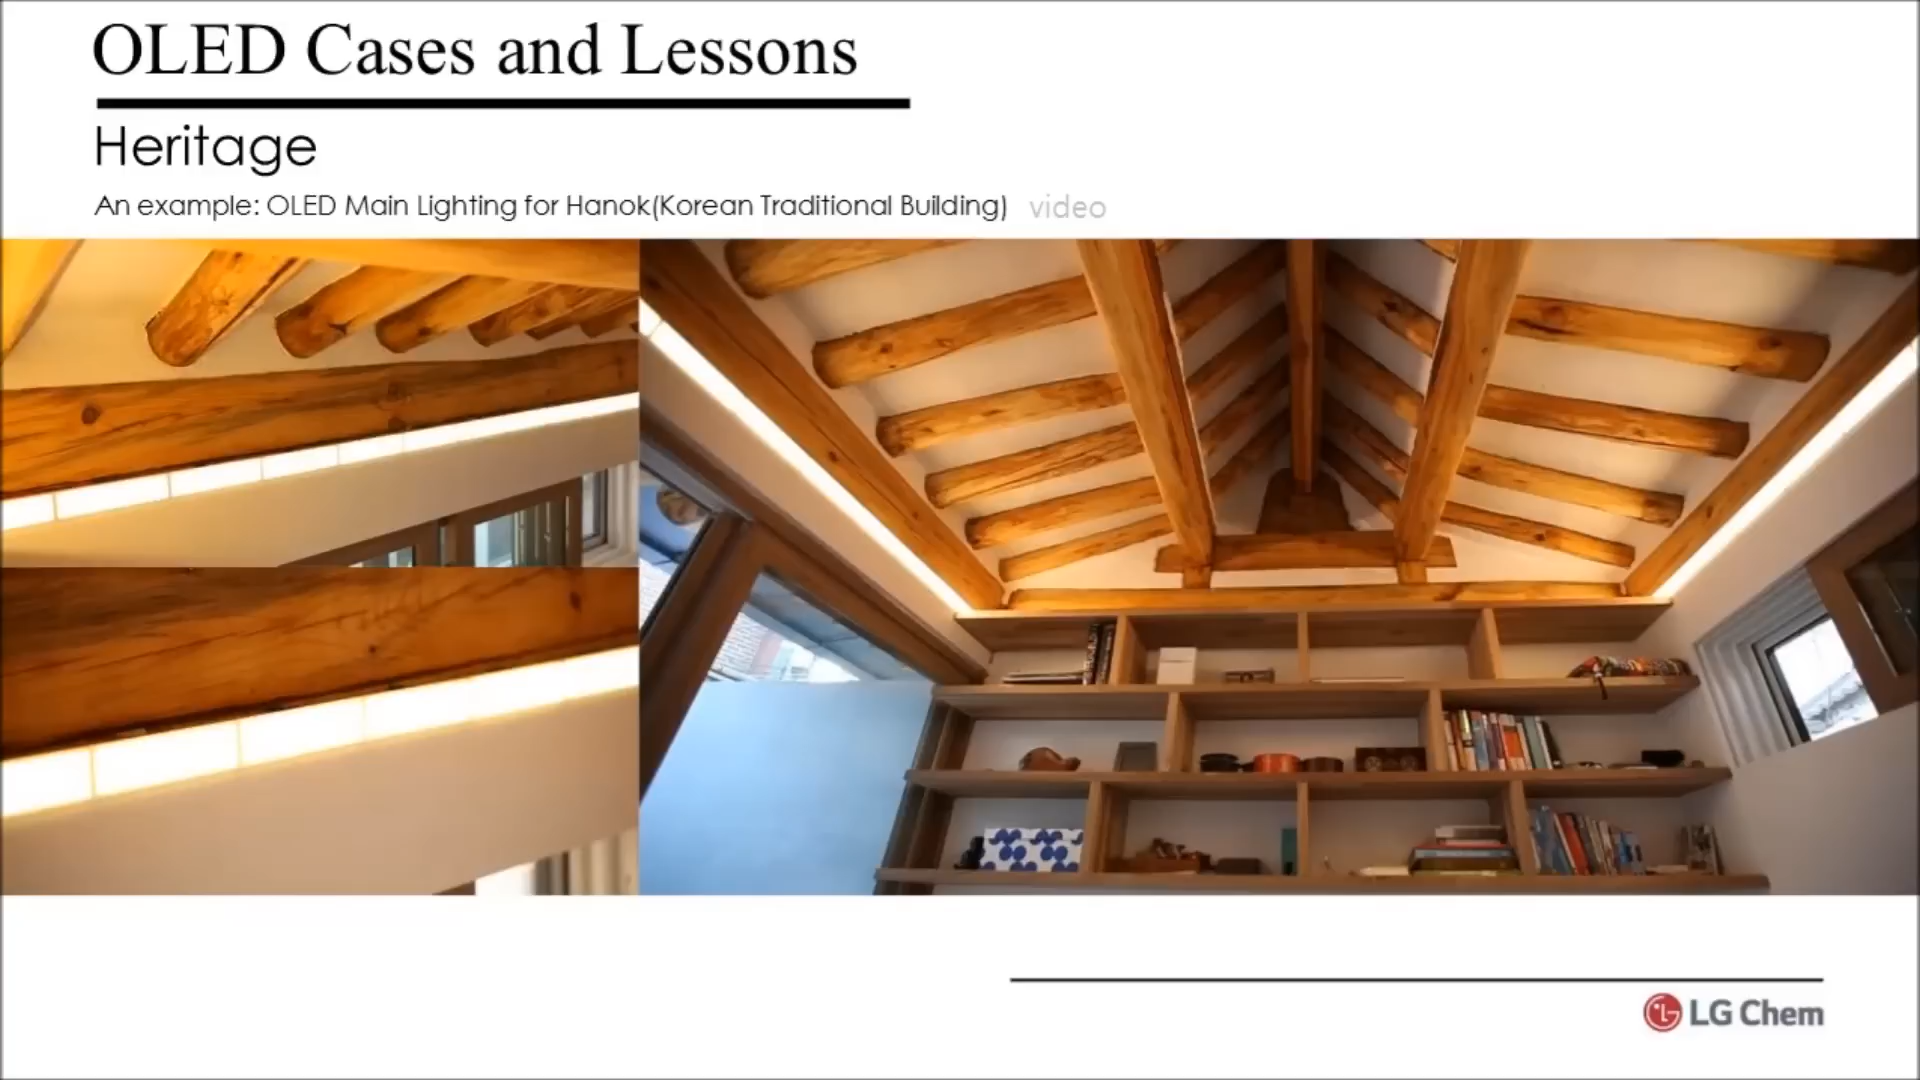 OLED Cases and Lessons
Heritage
An example: OLED Main Lighting for Hanok(Korean Traditional Building) video
LG Chem